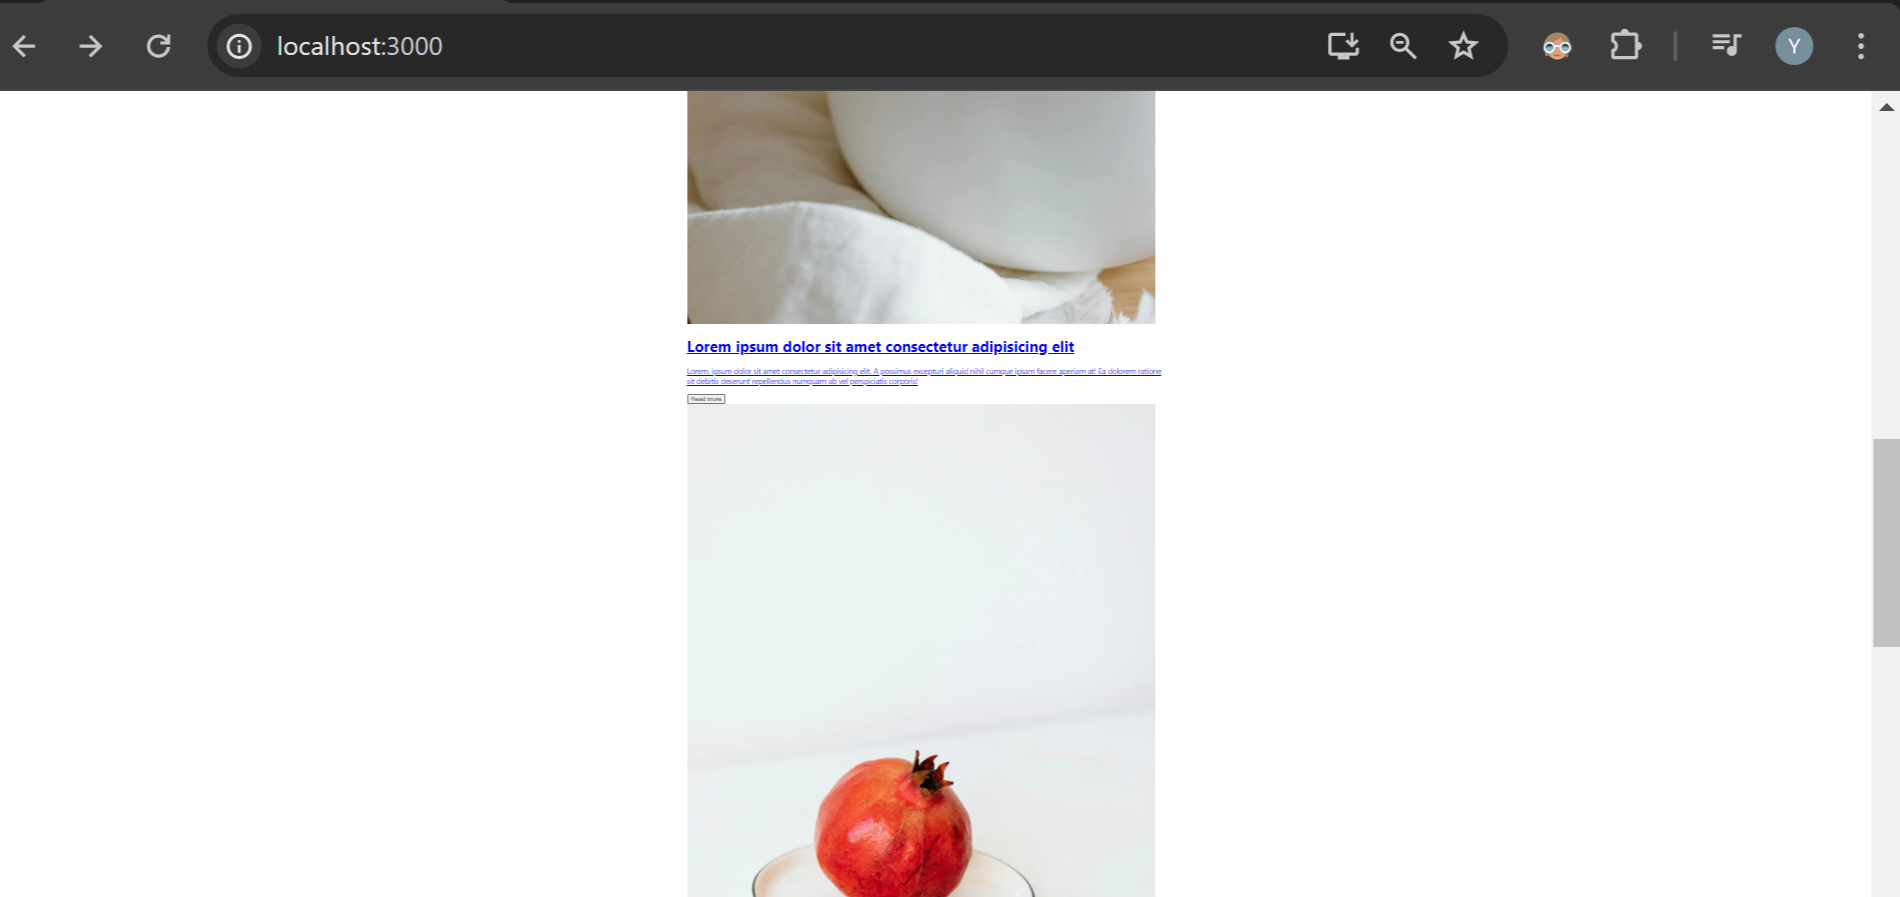 localhost:3000
Y
Lorem ipsum dolor sit amet consectetur adipisicing elit
Lorem, ipsum dolor sit amet consectetur adipisicing elit. A possimus excepturi aliquid nihil cumque ipsam facere aperiam at! Ea dolorem ratione
sit debitis deserunt repellendus numquam ab vel perspiciatis corporis!
Read more